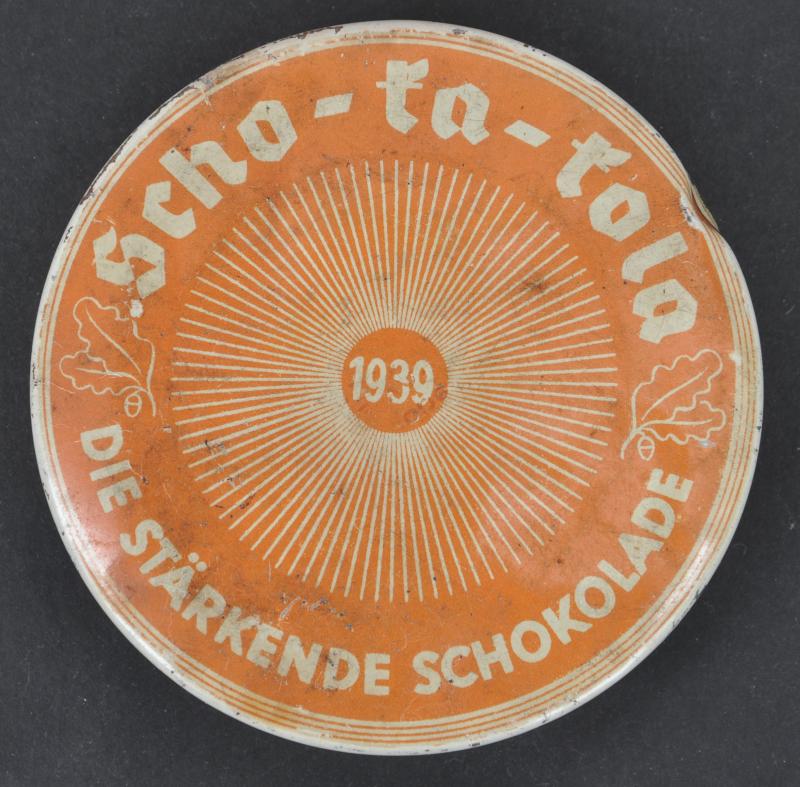 Scho-ka-kola
1939
DIE STÄRKENDE SCHOKOLADE